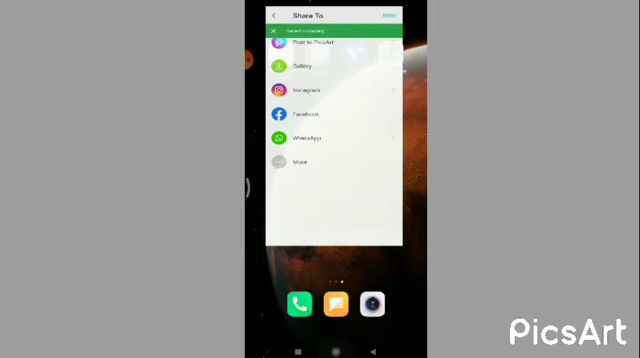 Share To
Saved to Gallery
Post to PicsArt
Gallery
Instagram
Facebook
WhatsApp
More
PicsArt